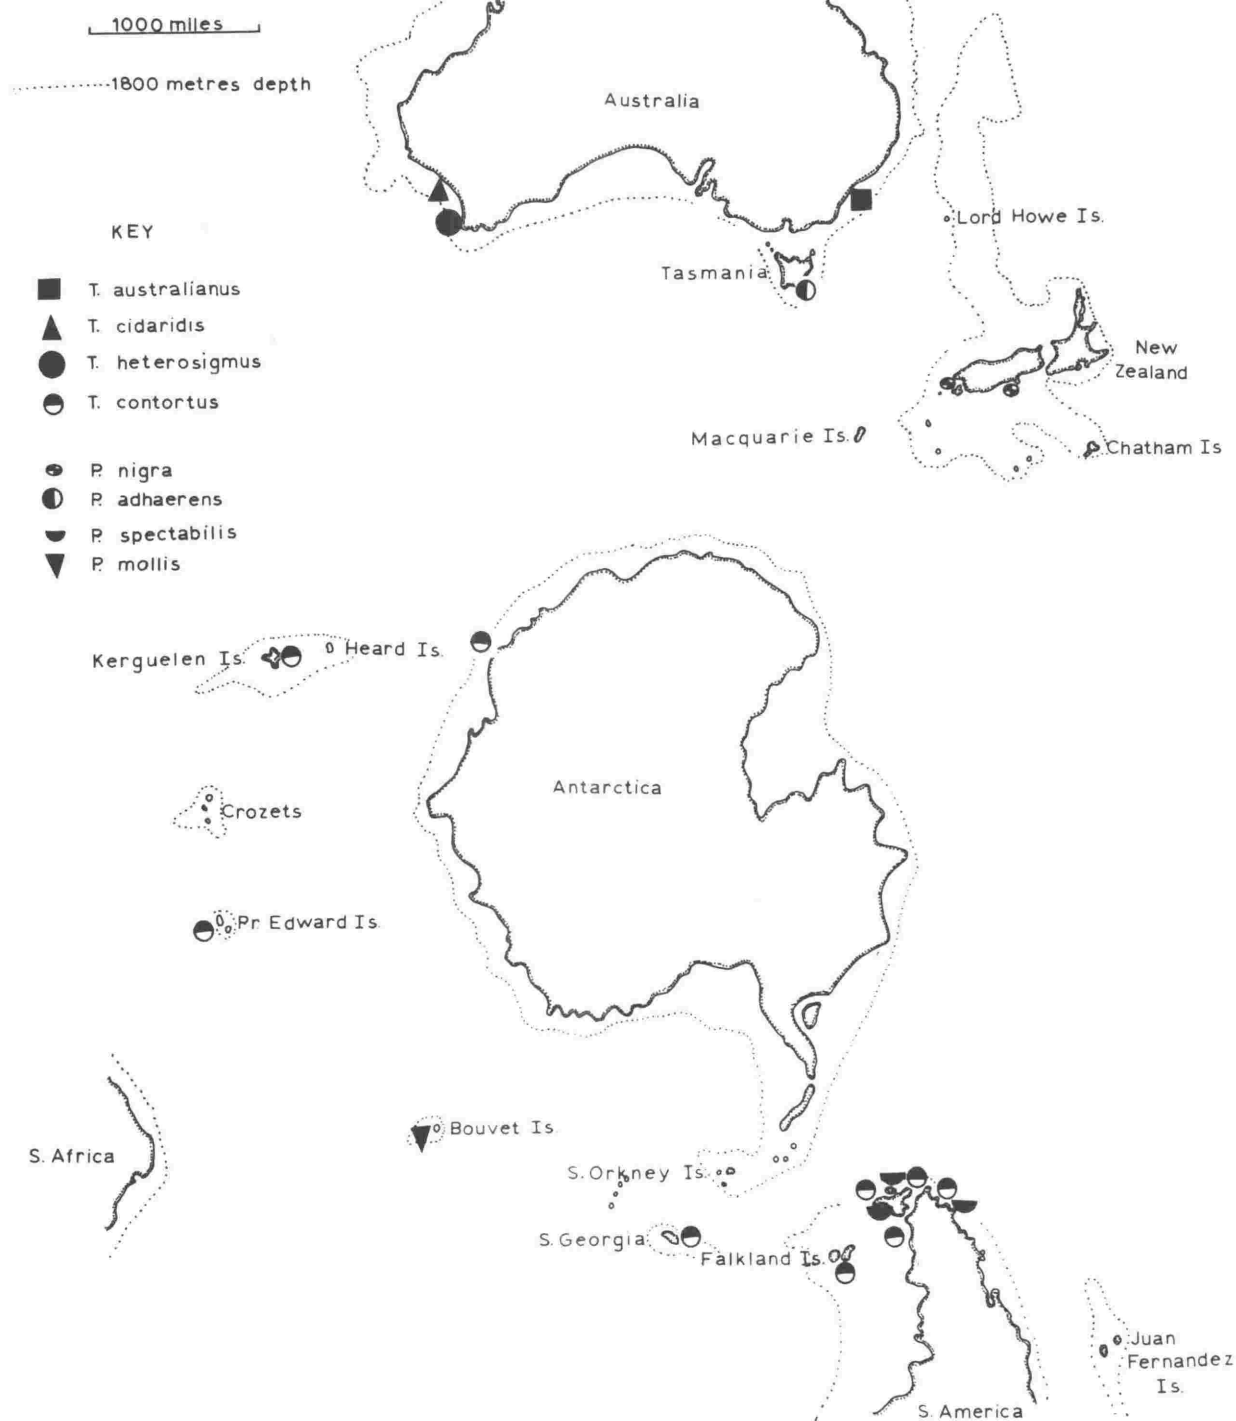 1000 miles
1800 metres depth
Australia
Lord Howe Is.
KEY
Tasmania
T. australianus
T. cidaridis
New
Zealand
T. heterosigmus
T. contortus
Macquarie Is.
Chatham Is
P. nigra
P. adhaerens
P. spectabilis
P. mollis
Kerguelen Is.
Heard Is.
Antarctica
Crozets
Pr Edward Is.
Bouvet Is.
S. Africa
S. Orkney Is.
S. Georgia
Falkland Is.
Juan
Fernandez
Is.
S. America